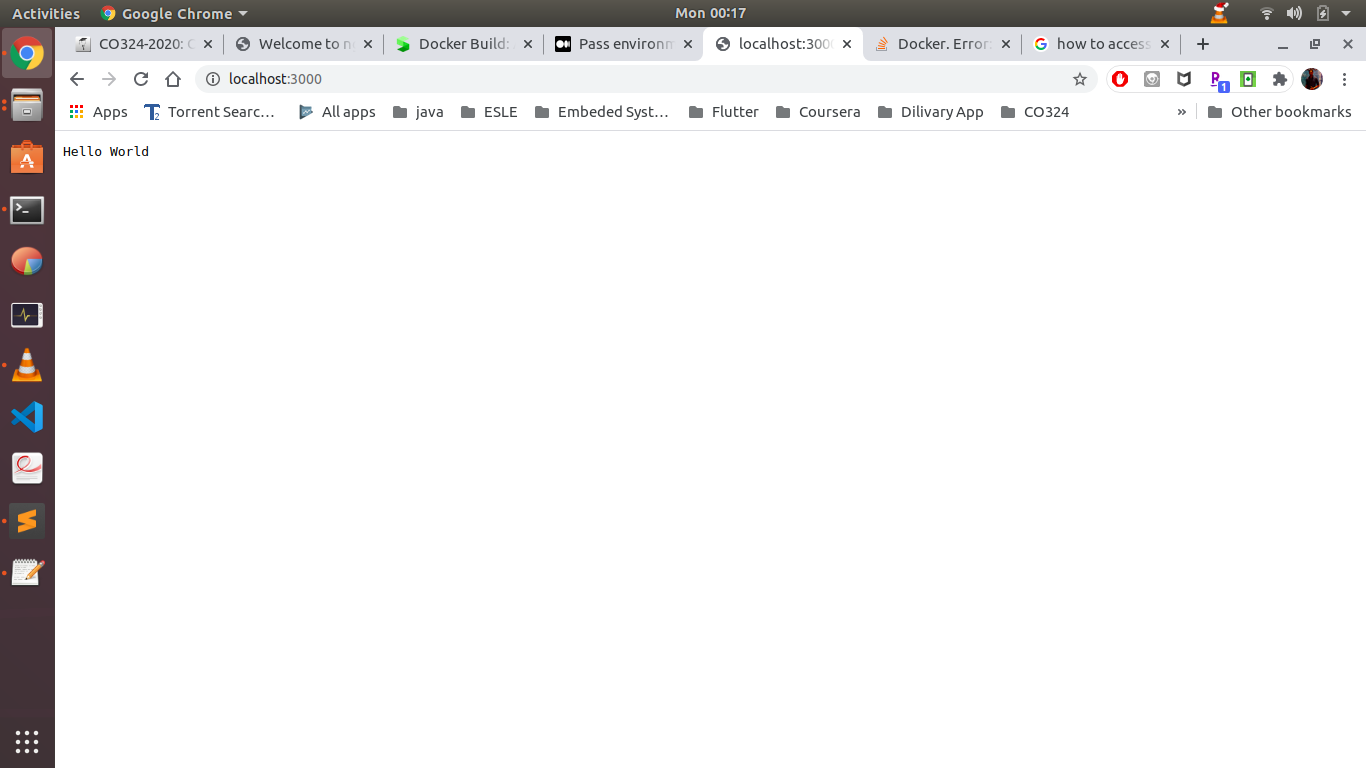 Activities Google Chrome Mon 00:17
CO324-2020: Welcome to Docker Build: Pass environm localhost:3000 Docker. Error: how to access
localhost:3000 1
Apps Torrent Searc… All apps java ESLE Embeded Syst… Flutter Coursera Dilivary App CO324 » Other bookmarks
Hello World